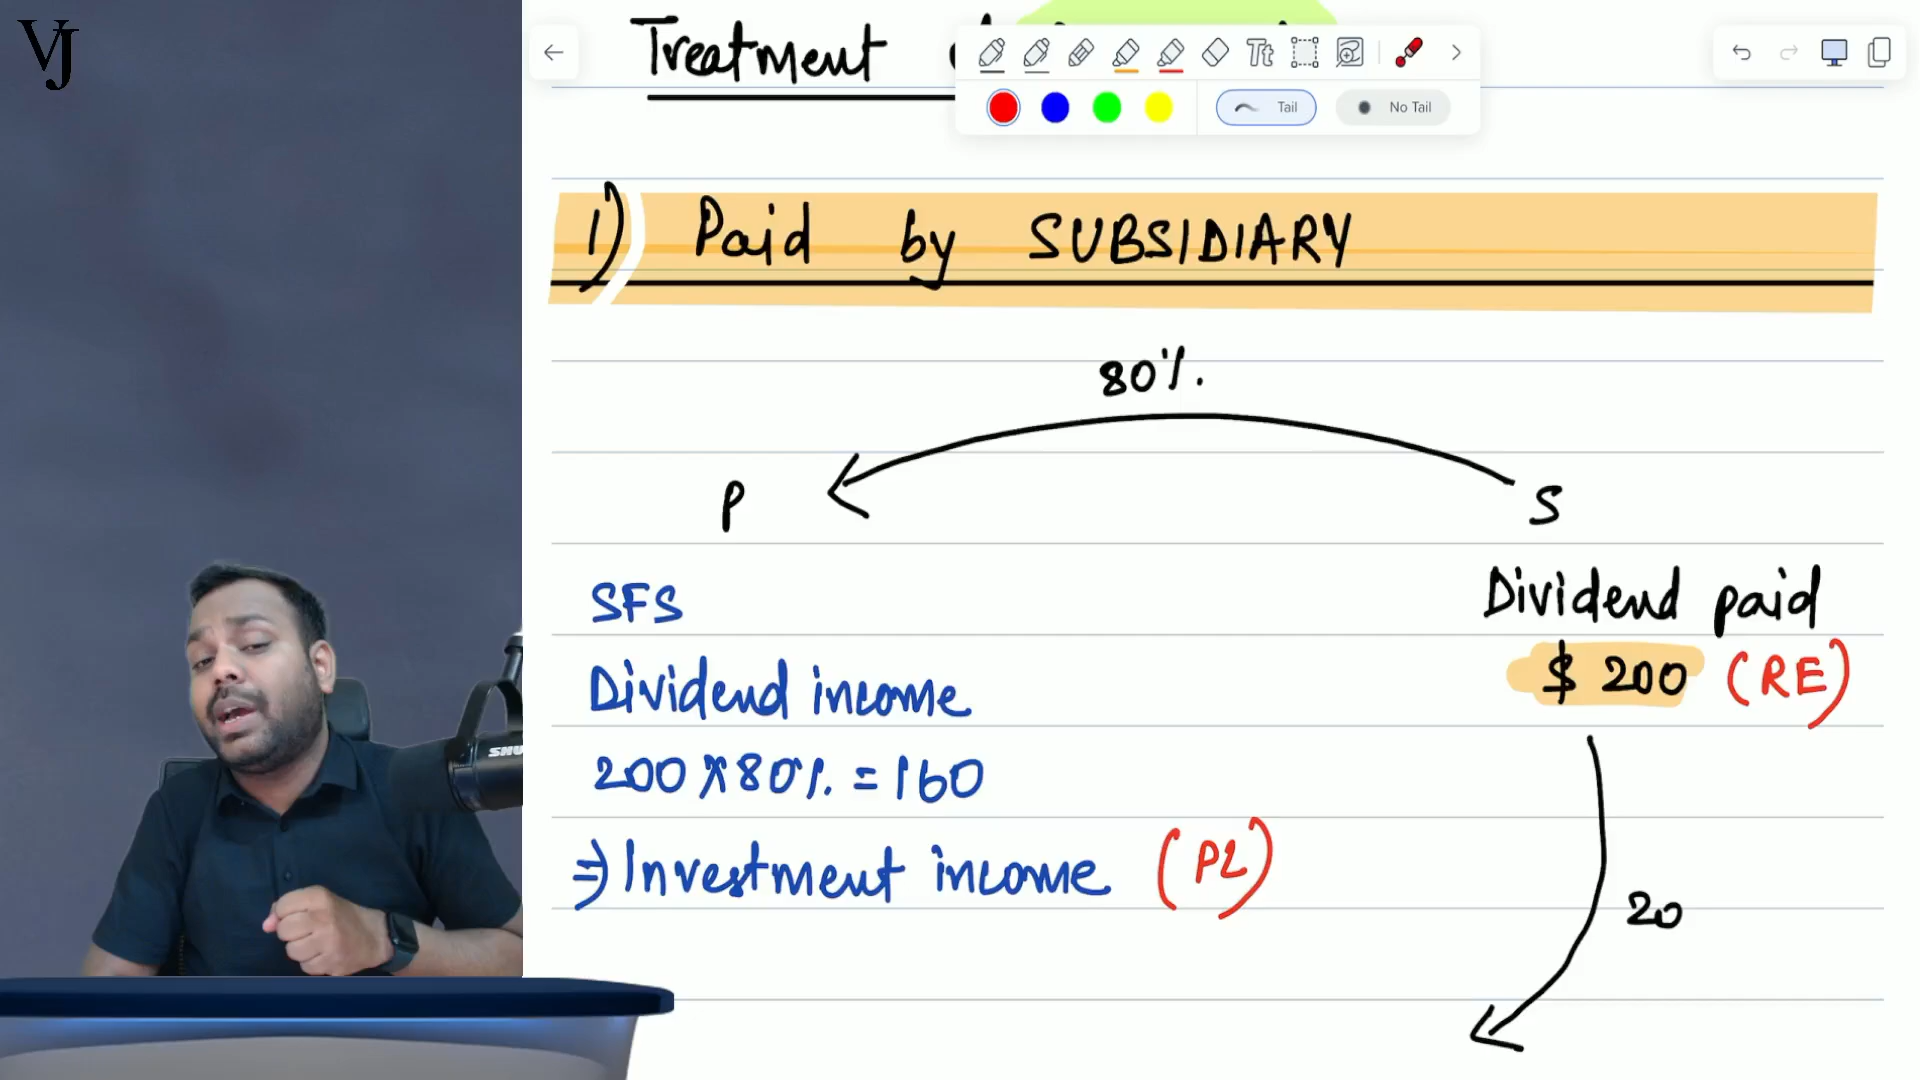 VJ
Treatment
Tt
Tail
No Tail
1) Paid by SUBSIDIARY
80%.
P
S
SFS
Dividend paid
$ 200 (RE)
Dividend income
200 x 80%. = 160
SHU
⇒ Investment income (PL)
20